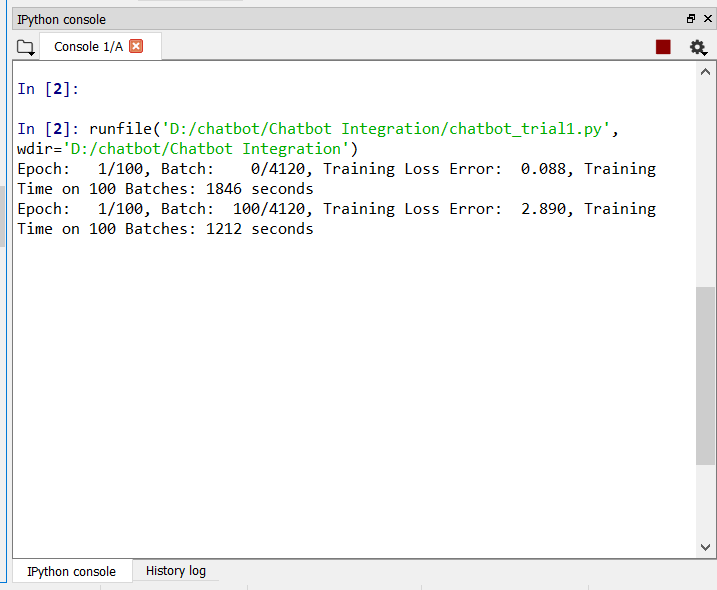 IPython console
Console 1/A
In [2]:
In [2]: runfile('D:/chatbot/Chatbot Integration/chatbot_trial1.py',
wdir='D:/chatbot/Chatbot Integration')
Epoch:   1/100, Batch:    0/4120, Training Loss Error:  0.088, Training
Time on 100 Batches: 1846 seconds
Epoch:   1/100, Batch:  100/4120, Training Loss Error:  2.890, Training
Time on 100 Batches: 1212 seconds
IPython console
History log